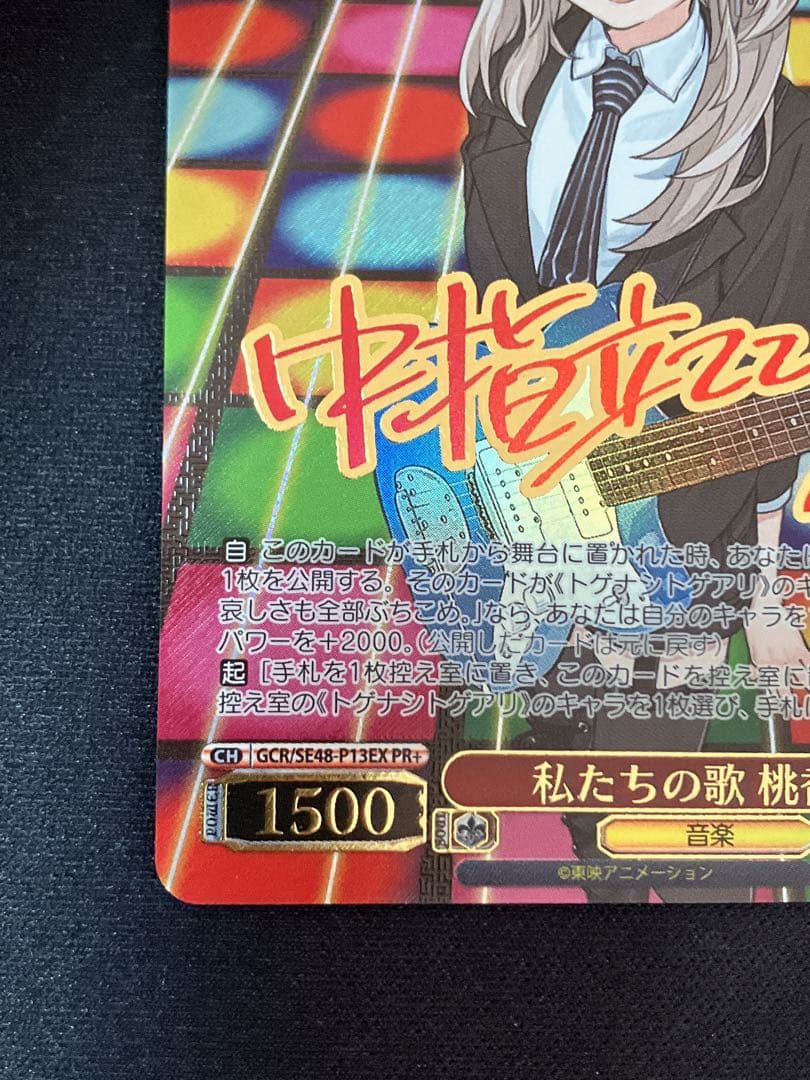 中指立てて
自 このカードが手札から舞台に置かれた時、あなたは
1枚を公開する。そのカードが《トゲナシトゲアリ》のキ
哀しさも全部ぶちこめ。」なら、あなたは自分のキャラを
パワーを+2000。(公開したカードは元に戻す)
起 [手札を1枚控え室に置き、このカードを控え室に
控え室の《トゲナシトゲアリ》のキャラを1枚選び、手札に
CH GCR/SE48-P13EX PR+
POWER 1500
私たちの歌 桃香
SOUL
音楽
©東映アニメーション